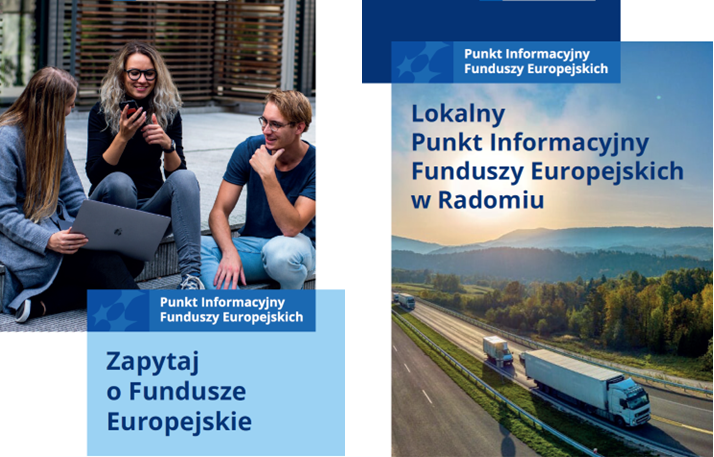 Punkt Informacyjny
Funduszy Europejskich
Zapytaj
o Fundusze
Europejskie
Punkt Informacyjny
Funduszy Europejskich
Lokalny
Punkt Informacyjny
Funduszy Europejskich
w Radomiu